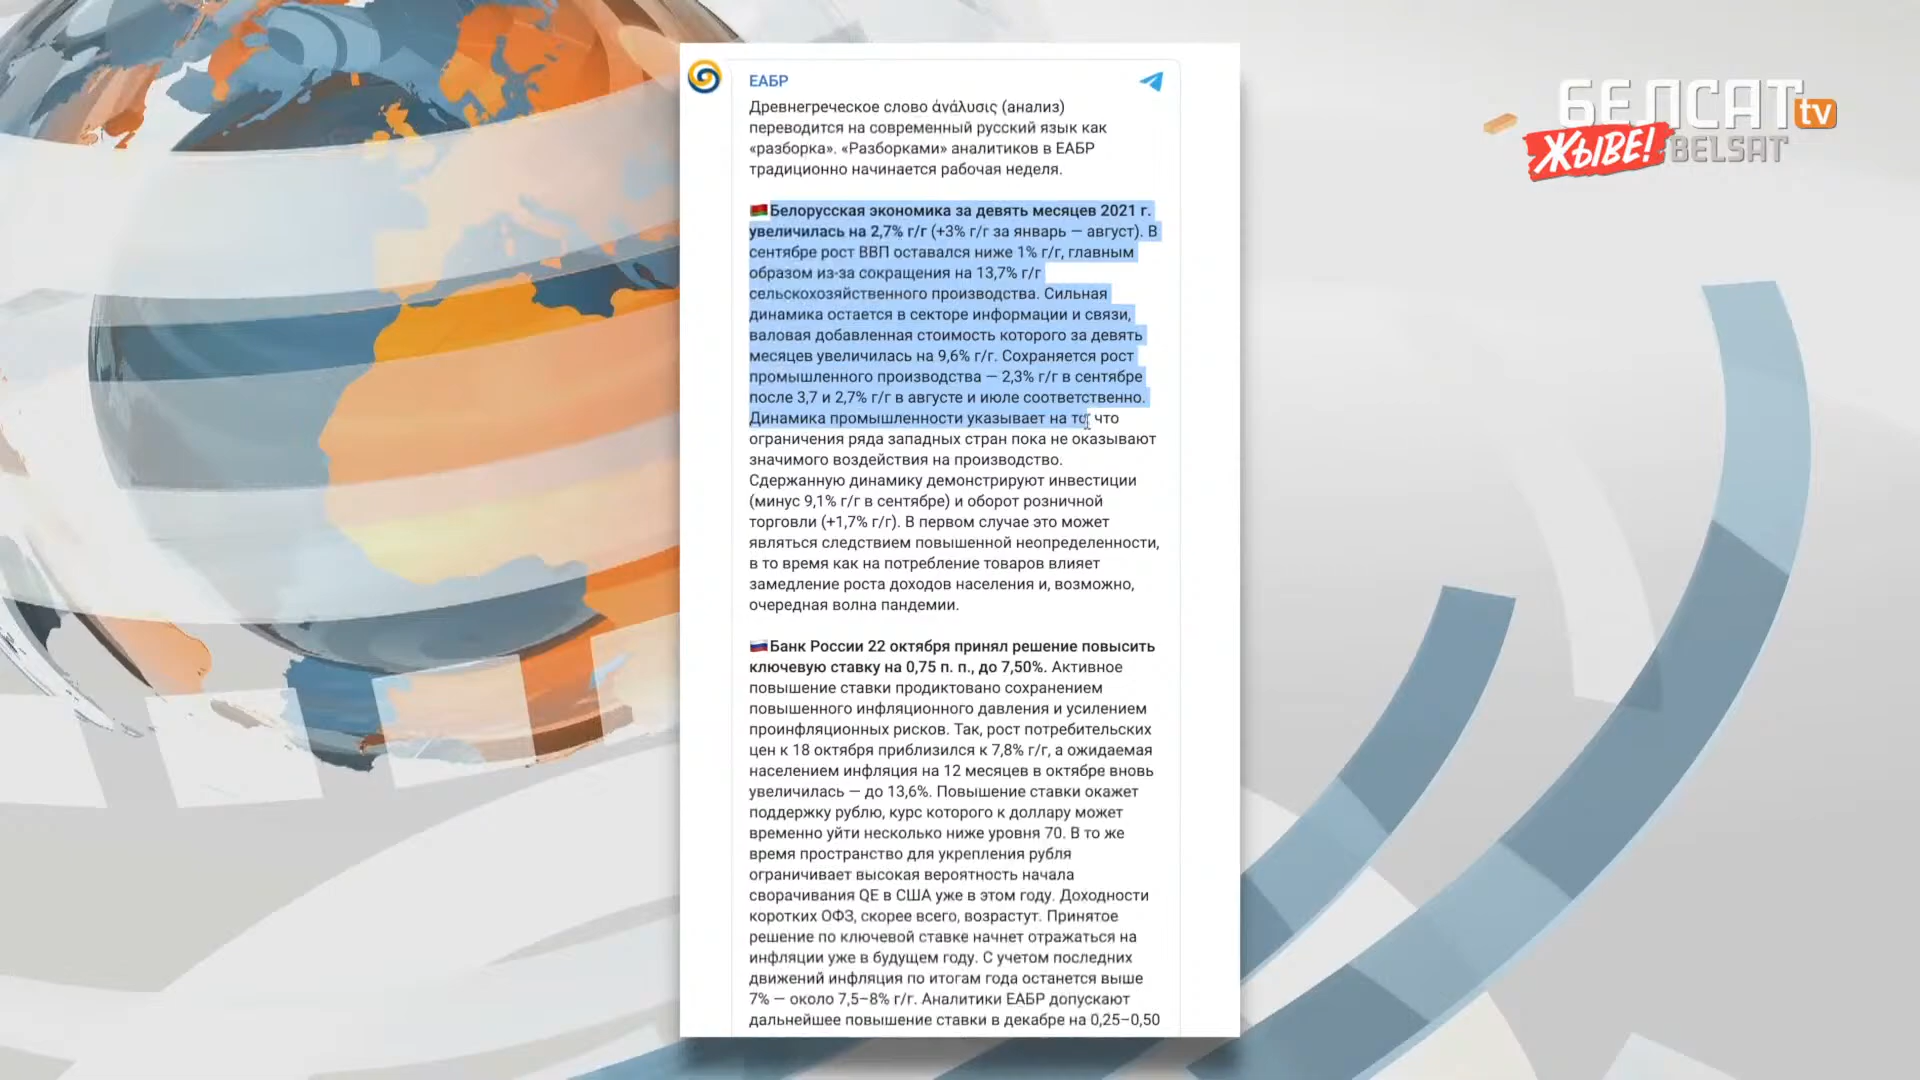 ЕАБР
Древнегреческое слово ἀνάλυσις (анализ)
переводится на современный русский язык как
«разборка». «Разборками» аналитиков в ЕАБР
традиционно начинается рабочая неделя.
Белорусская экономика за девять месяцев 2021 г.
увеличилась на 2,7% г/г (+3% г/г за январь — август). В
сентябре рост ВВП оставался ниже 1% г/г, главным
образом из-за сокращения на 13,7% г/г
сельскохозяйственного производства. Сильная
динамика остается в секторе информации и связи,
валовая добавленная стоимость которого за девять
месяцев увеличилась на 9,6% г/г. Сохраняется рост
промышленного производства — 2,3% г/г в сентябре
после 3,7 и 2,7% г/г в августе и июле соответственно.
Динамика промышленности указывает на то, что
ограничения ряда западных стран пока не оказывают
значимого воздействия на производство.
Сдержанную динамику демонстрируют инвестиции
(минус 9,1% г/г в сентябре) и оборот розничной
торговли (+1,7% г/г). В первом случае это может
являться следствием повышенной неопределенности,
в то время как на потребление товаров влияет
замедление роста доходов населения и, возможно,
очередная волна пандемии.
Банк России 22 октября принял решение повысить
ключевую ставку на 0,75 п. п., до 7,50%. Активное
повышение ставки продиктовано сохранением
повышенного инфляционного давления и усилением
проинфляционных рисков. Так, рост потребительских
цен к 18 октября приблизился к 7,8% г/г, а ожидаемая
населением инфляция на 12 месяцев в октябре вновь
увеличилась — до 13,6%. Повышение ставки окажет
поддержку рублю, курс которого к доллару может
временно уйти несколько ниже уровня 70. В то же
время пространство для укрепления рубля
ограничивает высокая вероятность начала
сворачивания QE в США уже в этом году. Доходности
коротких ОФЗ, скорее всего, возрастут. Принятое
решение по ключевой ставке начнет отражаться на
инфляции уже в будущем году. С учетом последних
движений инфляция по итогам года останется выше
7% — около 7,5–8% г/г. Аналитики ЕАБР допускают
дальнейшее повышение ставки в декабре на 0,25–0,50
БЕЛСАТ tv
ЖЫВЕ! BELSAT